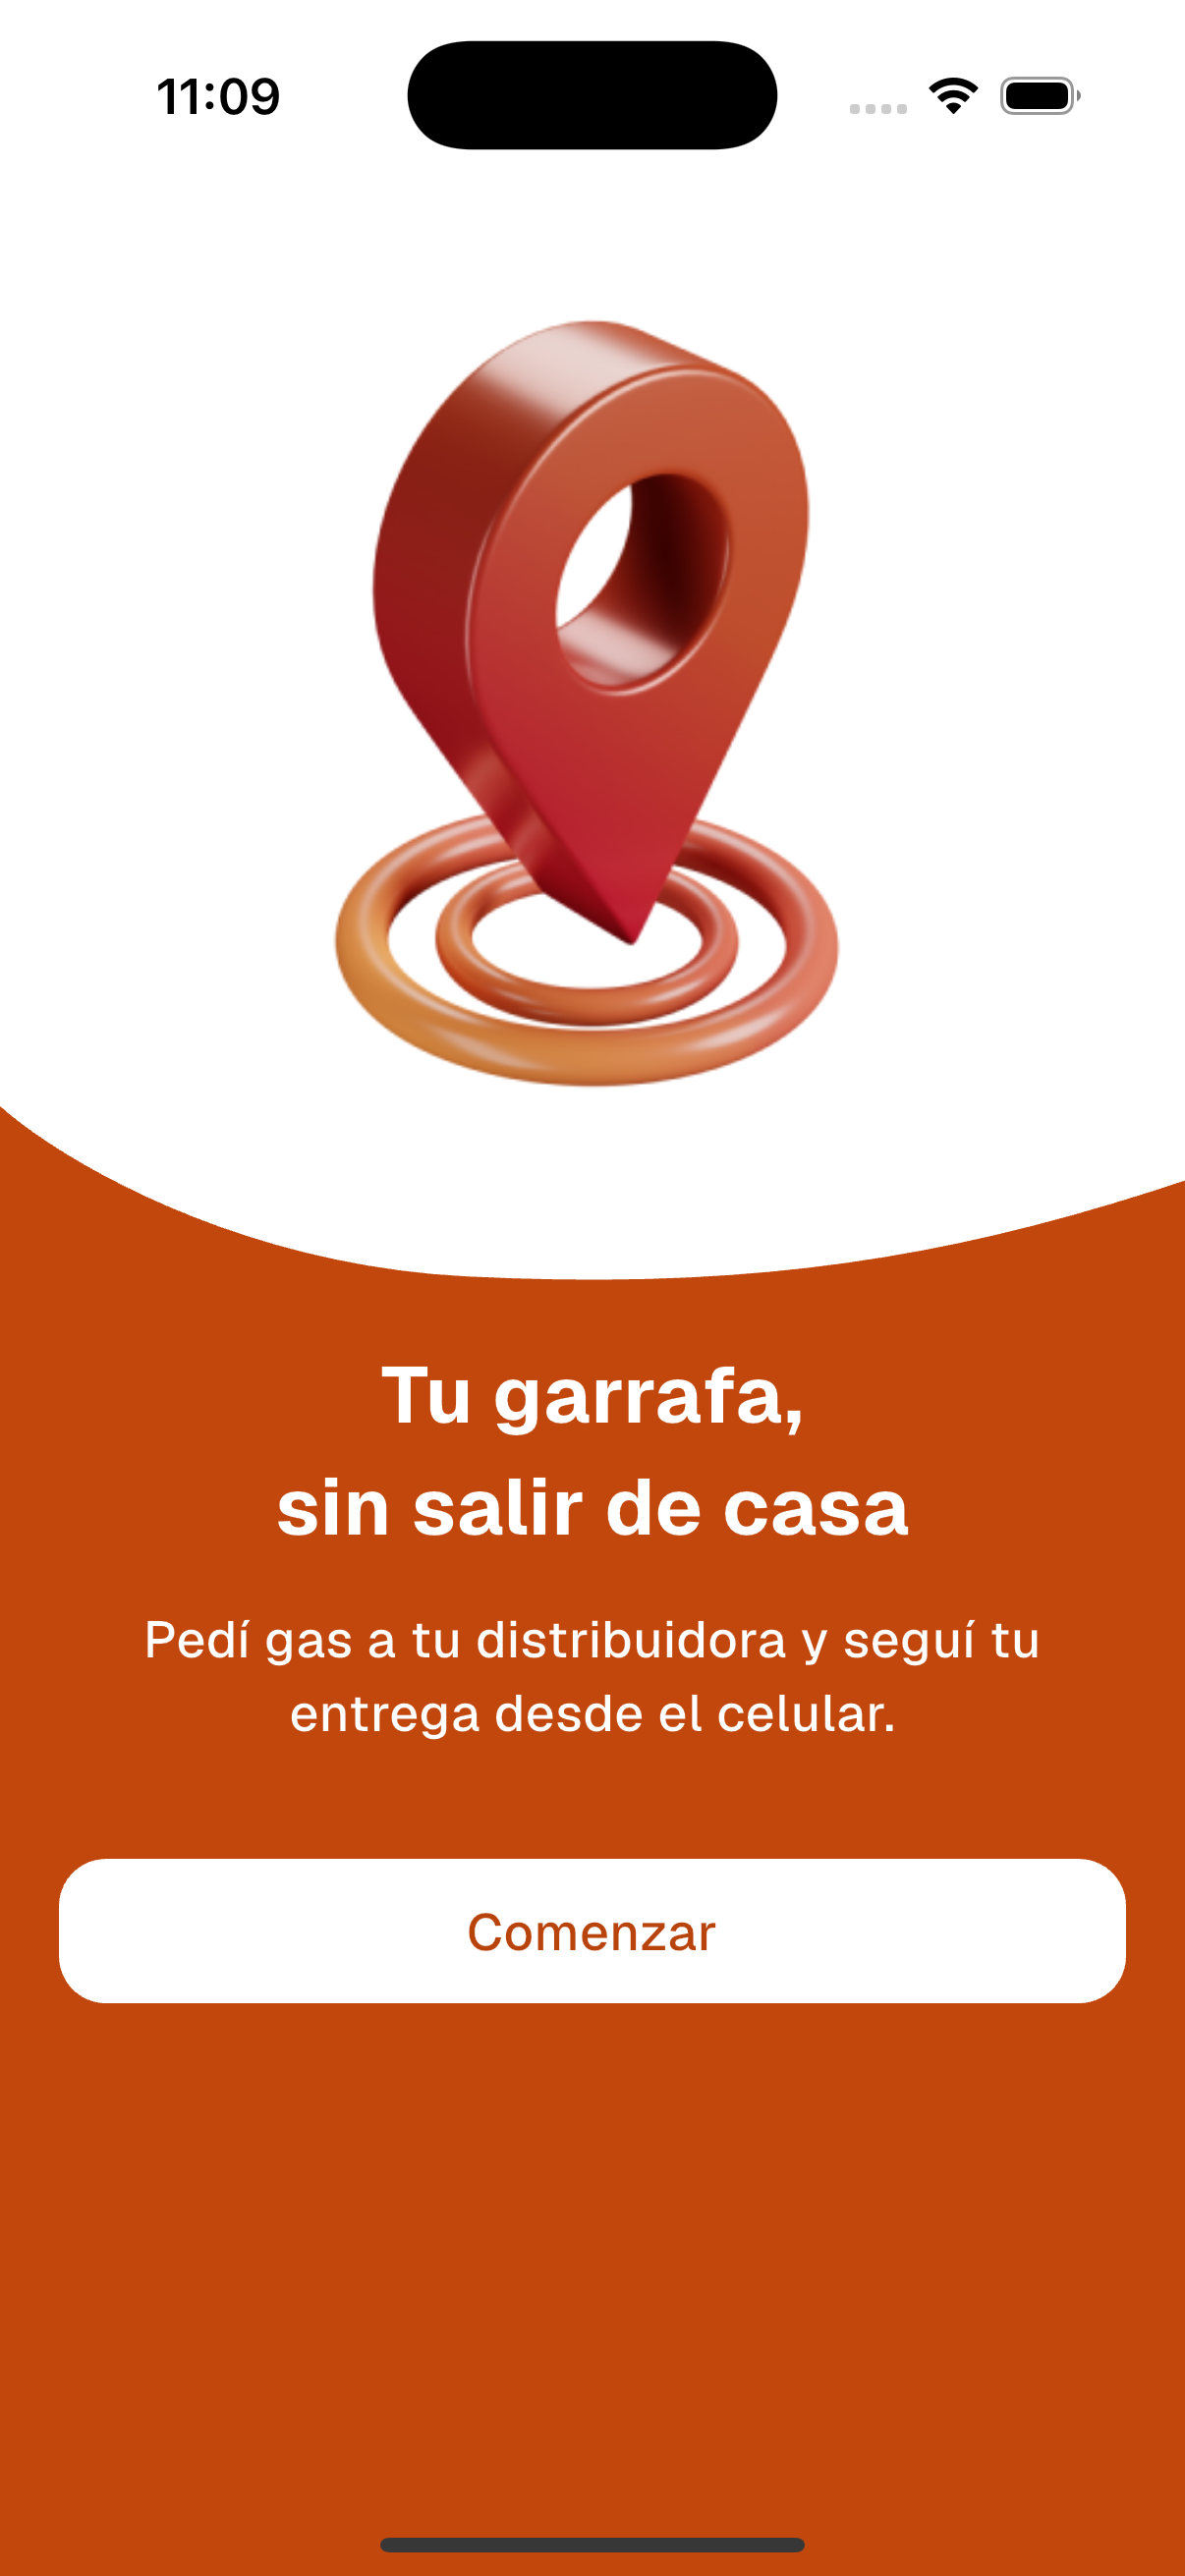 11:09
Tu garrafa,
sin salir de casa
Pedí gas a tu distribuidora y seguí tu
entrega desde el celular.
Comenzar